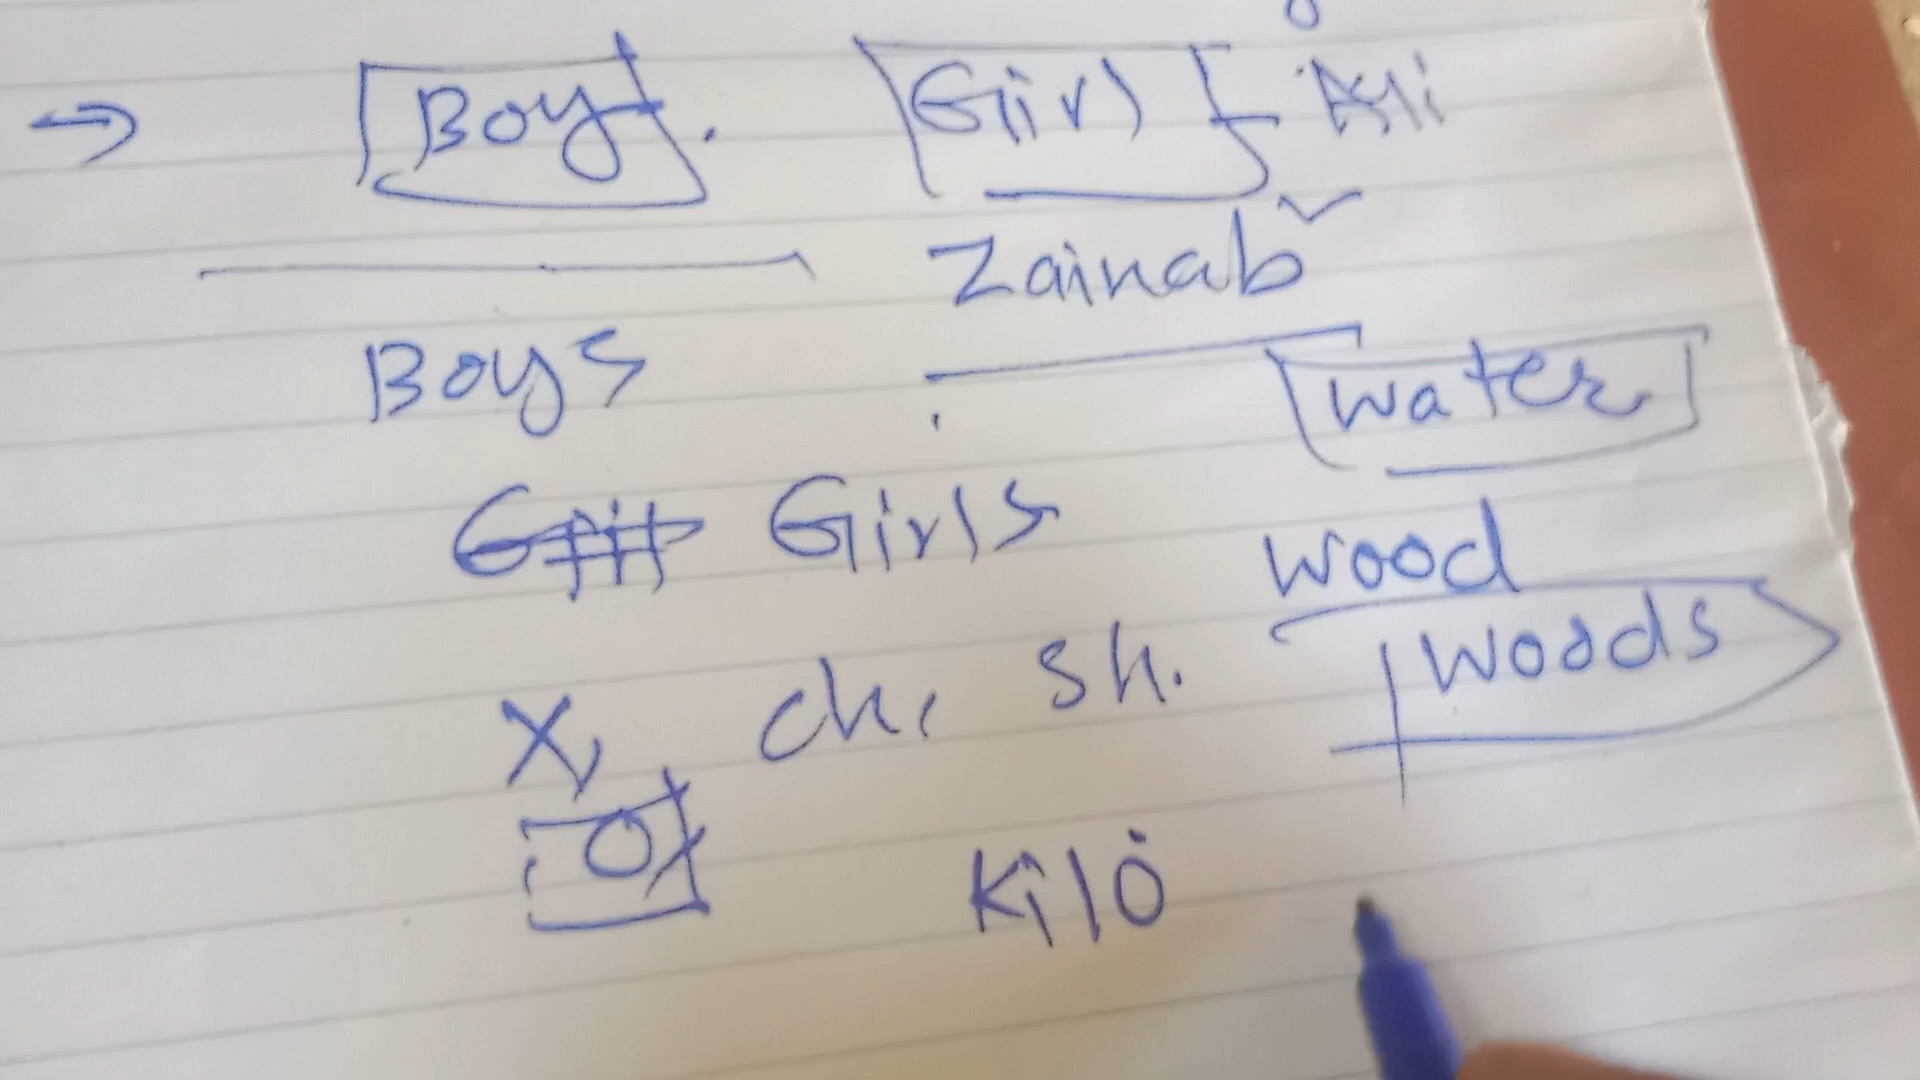 → Boy. Girl Ali
Zainab
Boys water
Girls wood
x, ch, sh. woods
O
Kilo